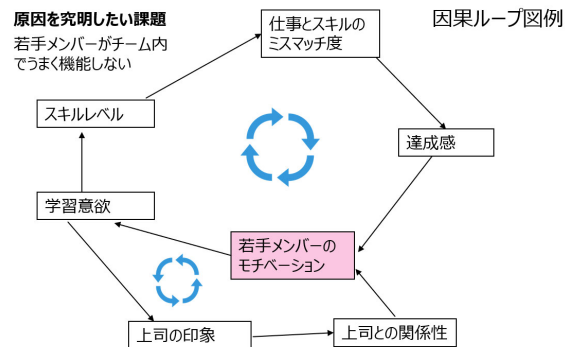 原因を究明したい課題
若手メンバーがチーム内
でうまく機能しない
因果ループ図例
仕事とスキルの
ミスマッチ度
スキルレベル
達成感
学習意欲
若手メンバーの
モチベーション
上司の印象
上司との関係性